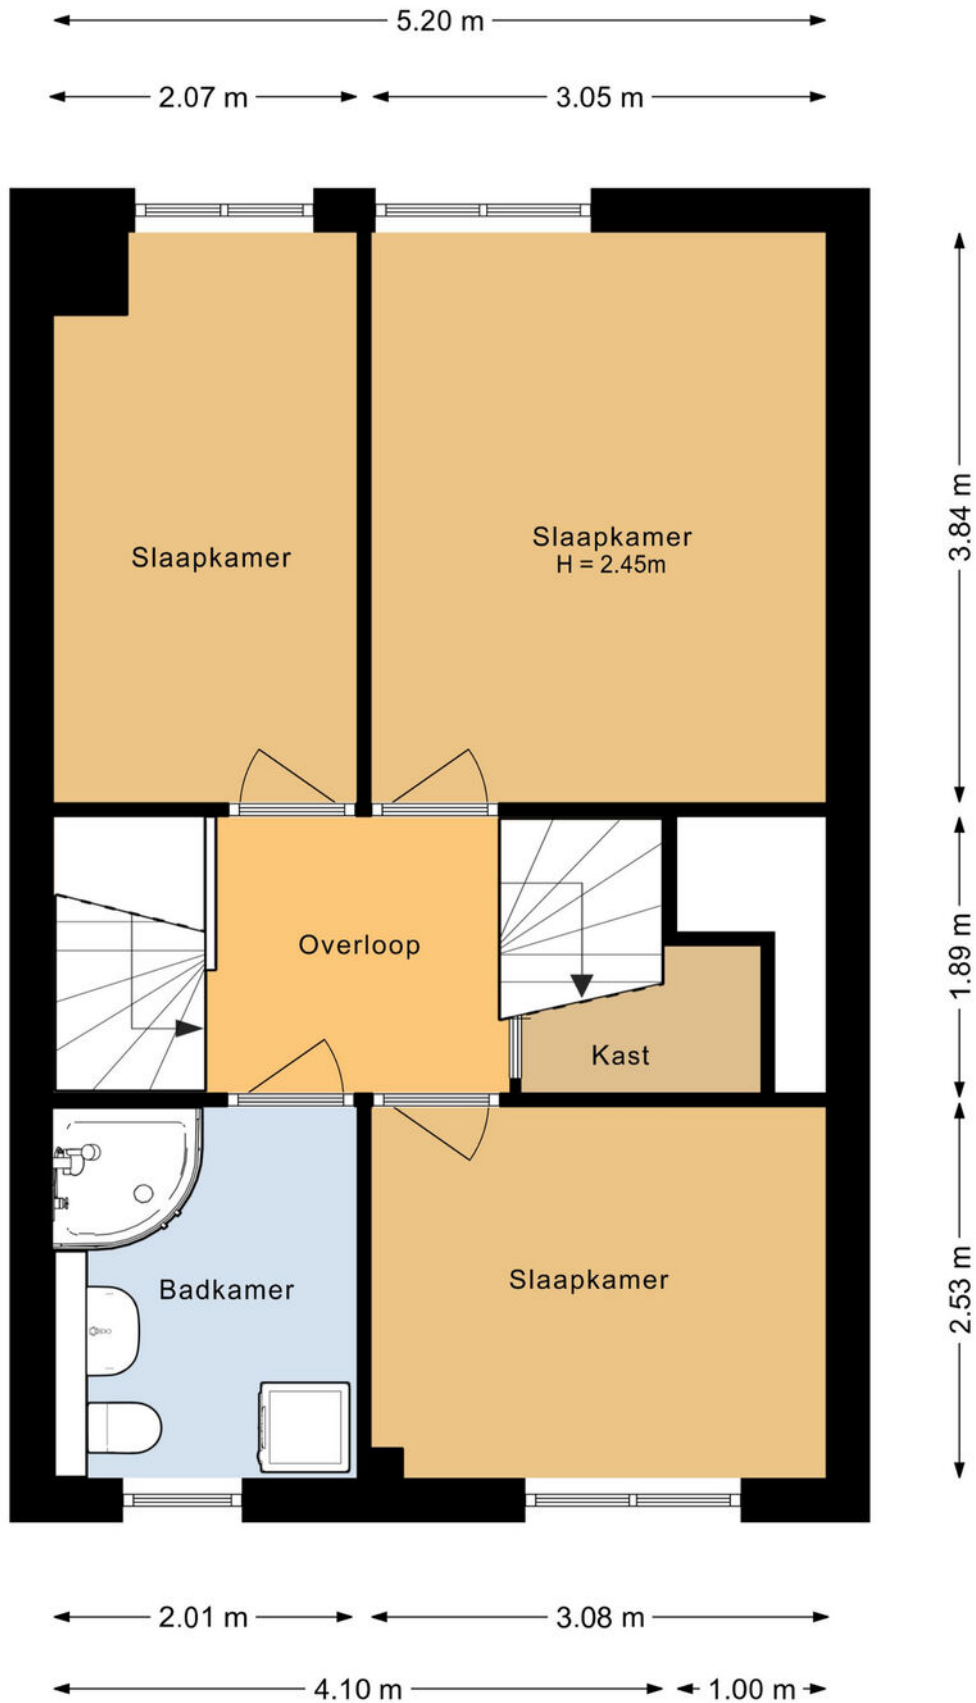 5.20 m
2.07 m
3.05 m
Slaapkamer
Slaapkamer
H = 2.45m
3.84 m
Overloop
Kast
1.89 m
Badkamer
Slaapkamer
2.53 m
2.01 m
3.08 m
4.10 m
1.00 m